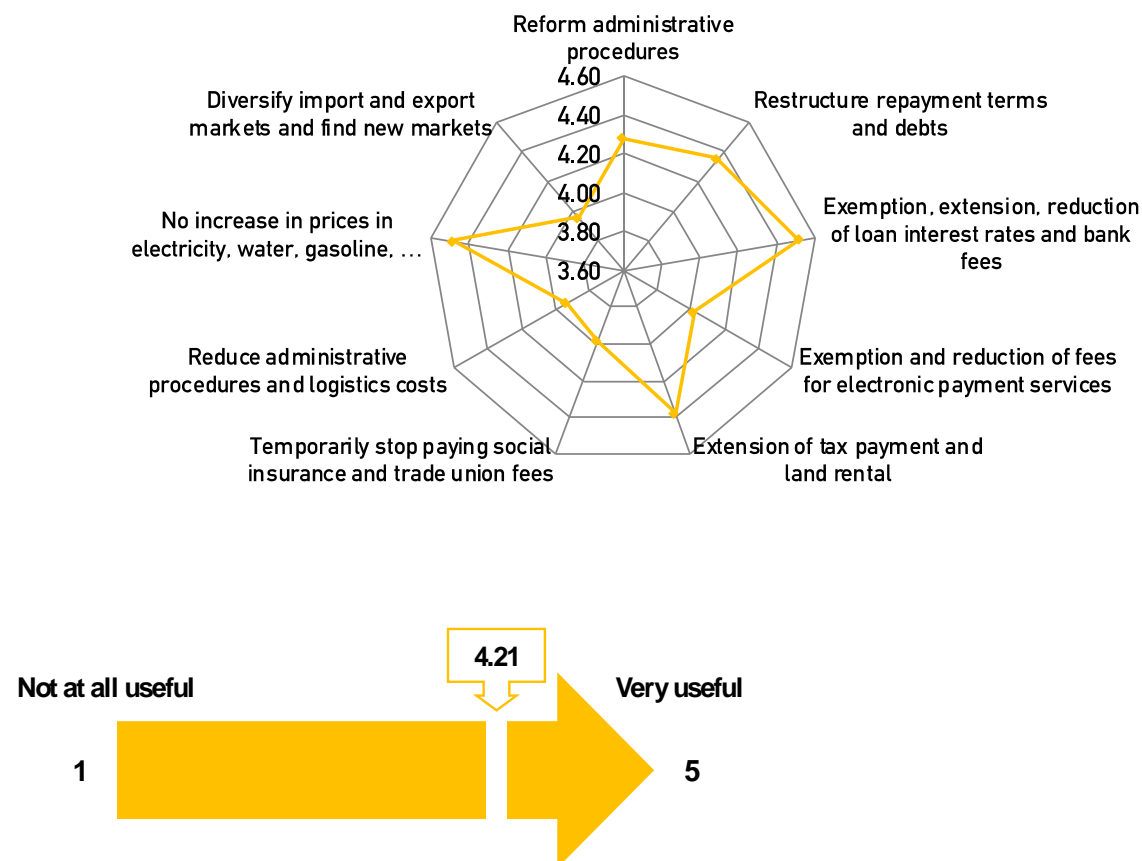 Reform administrative
procedures
4.60
4.40
4.20
4.00
3.80
3.60
Restructure repayment terms
and debts
Exemption, extension, reduction
of loan interest rates and bank
fees
Exemption and reduction of fees
for electronic payment services
Extension of tax payment and
land rental
Temporarily stop paying social
insurance and trade union fees
Reduce administrative
procedures and logistics costs
No increase in prices in
electricity, water, gasoline, …
Diversify import and export
markets and find new markets
4.21
Not at all useful
Very useful
1
5